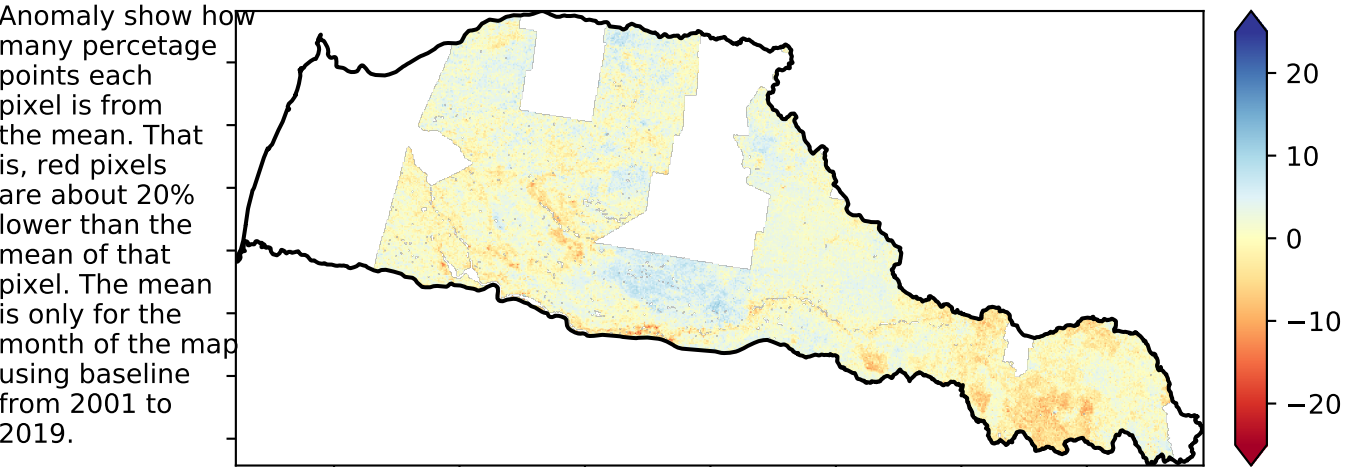 Anomaly show how
many percetage
points each
pixel is from
the mean. That
is, red pixels
are about 20%
lower than the
mean of that
pixel. The mean
is only for the
month of the map
using baseline
from 2001 to
2019.
20
10
0
−10
−20